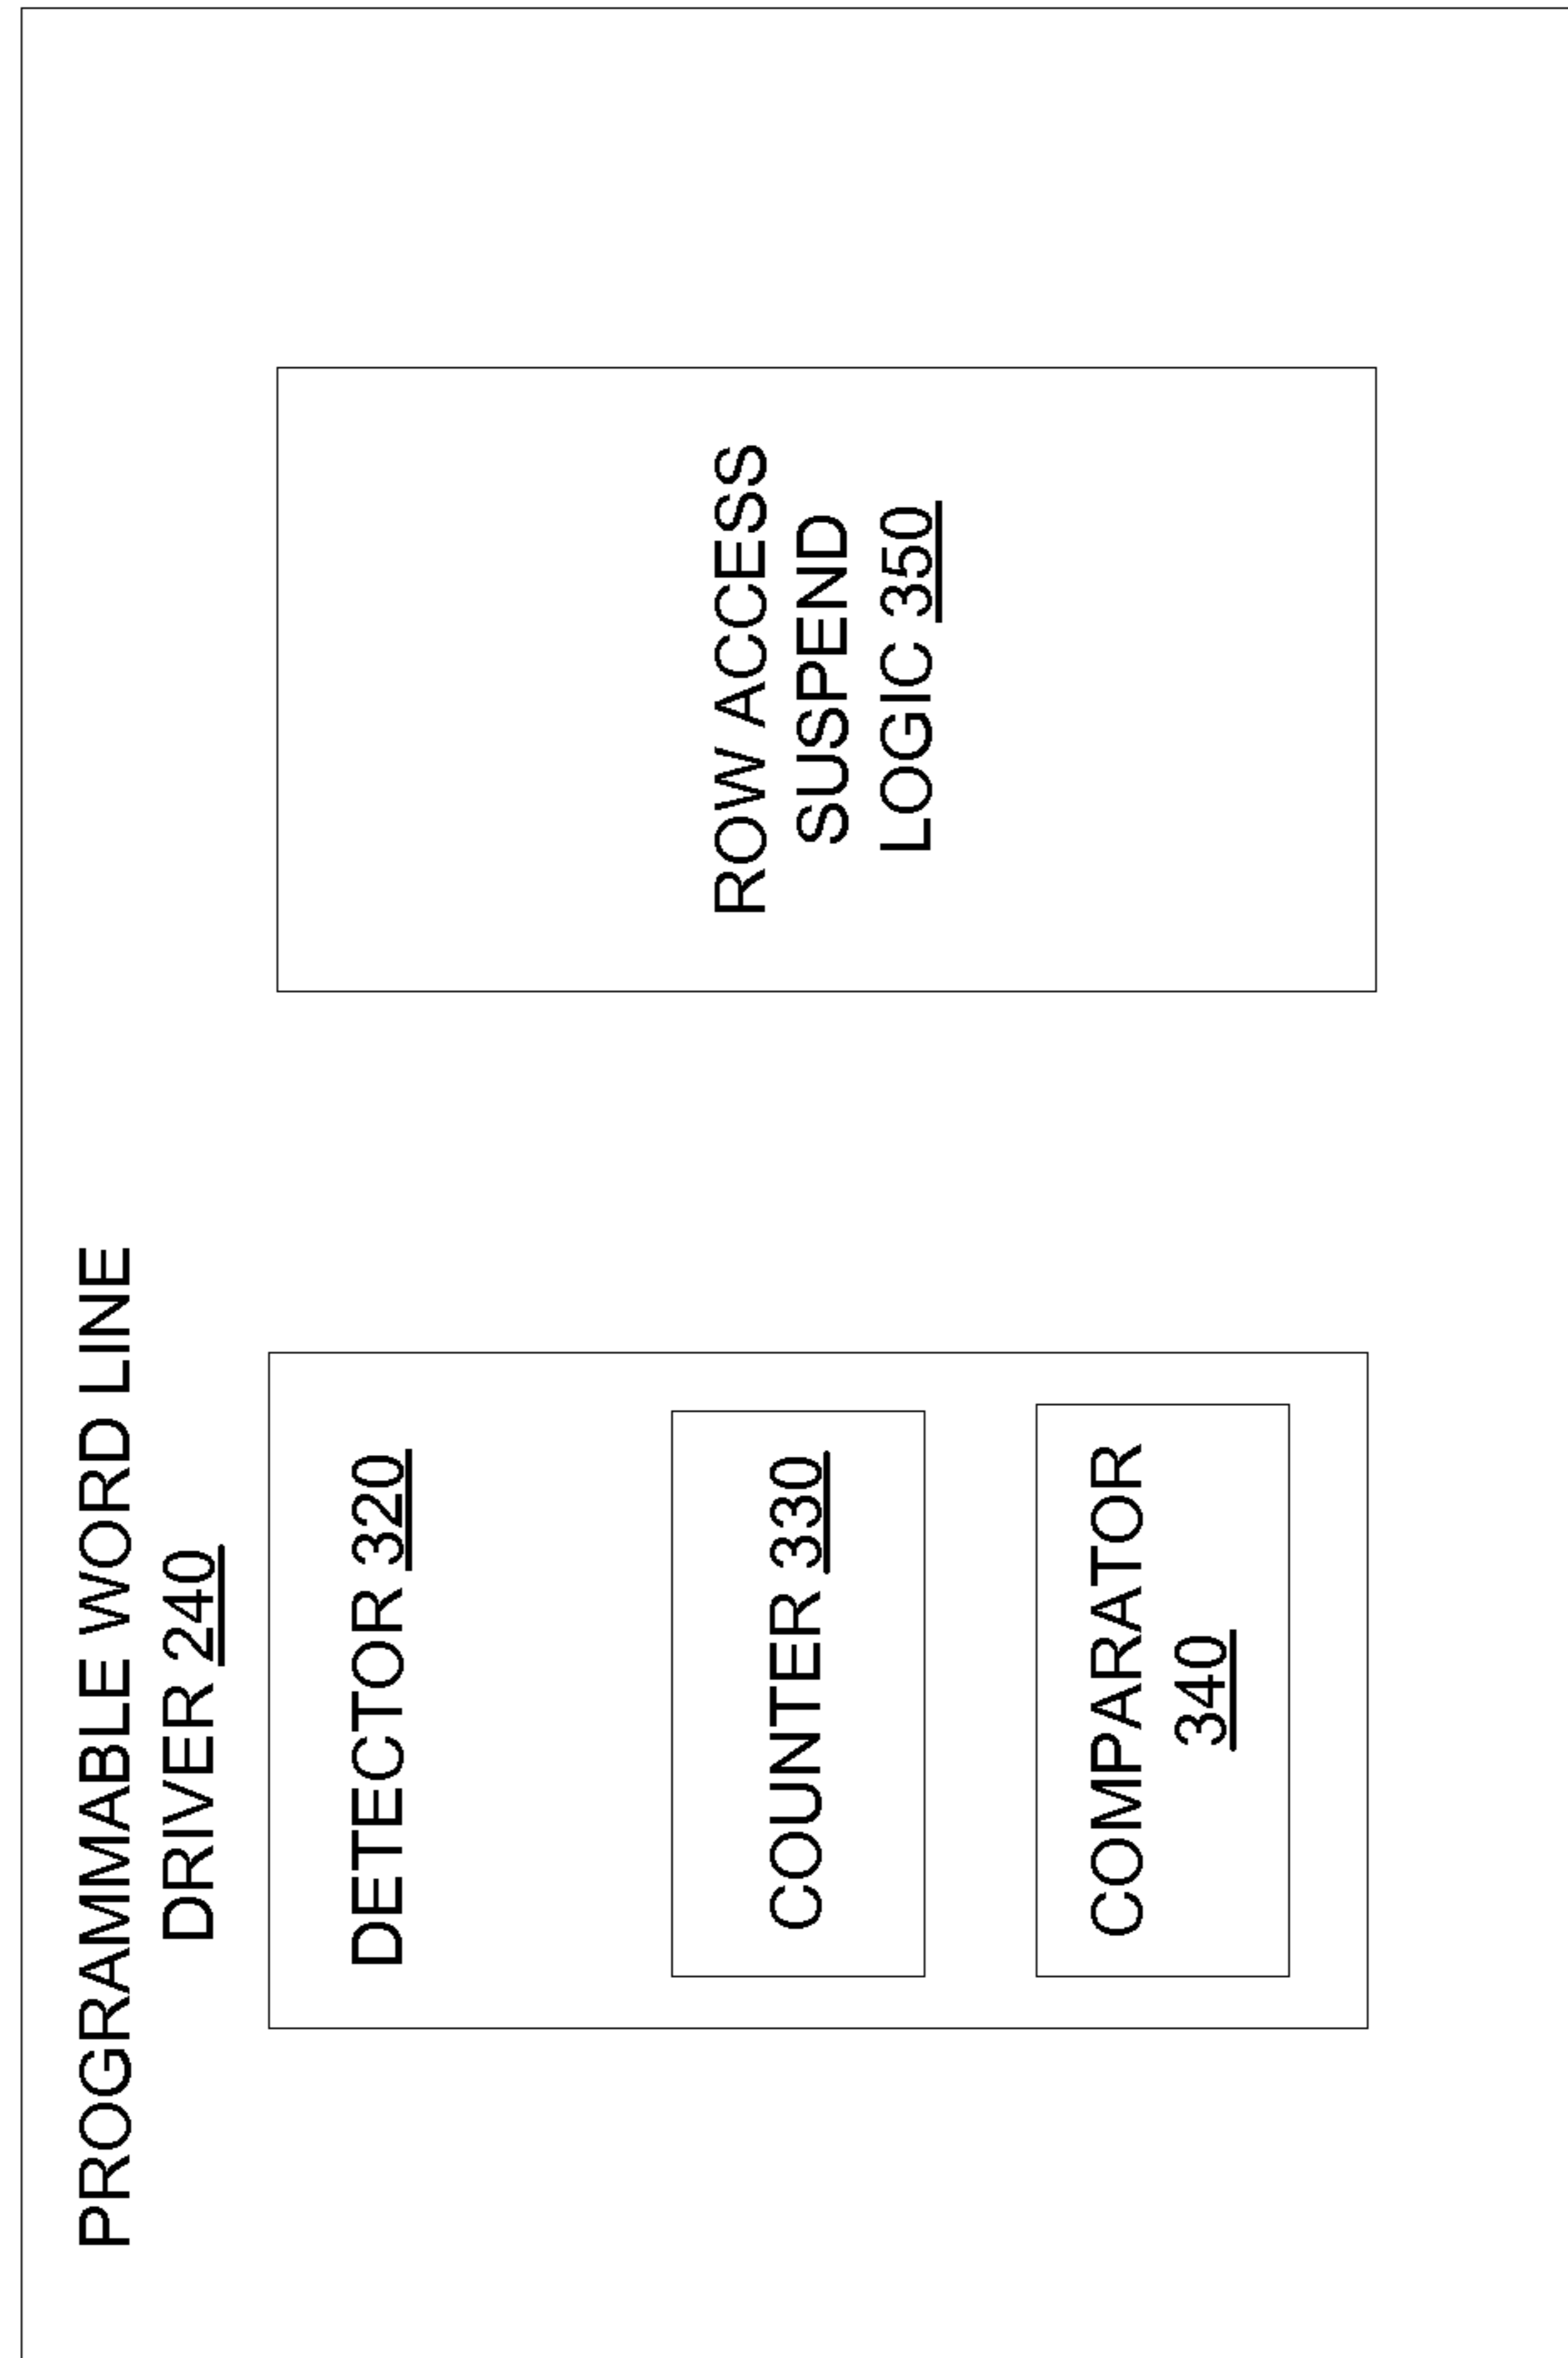 PROGRAMMABLE WORD LINE
DRIVER 240
DETECTOR 320
COUNTER 330
COMPARATOR
340
ROW ACCESS
SUSPEND
LOGIC 350